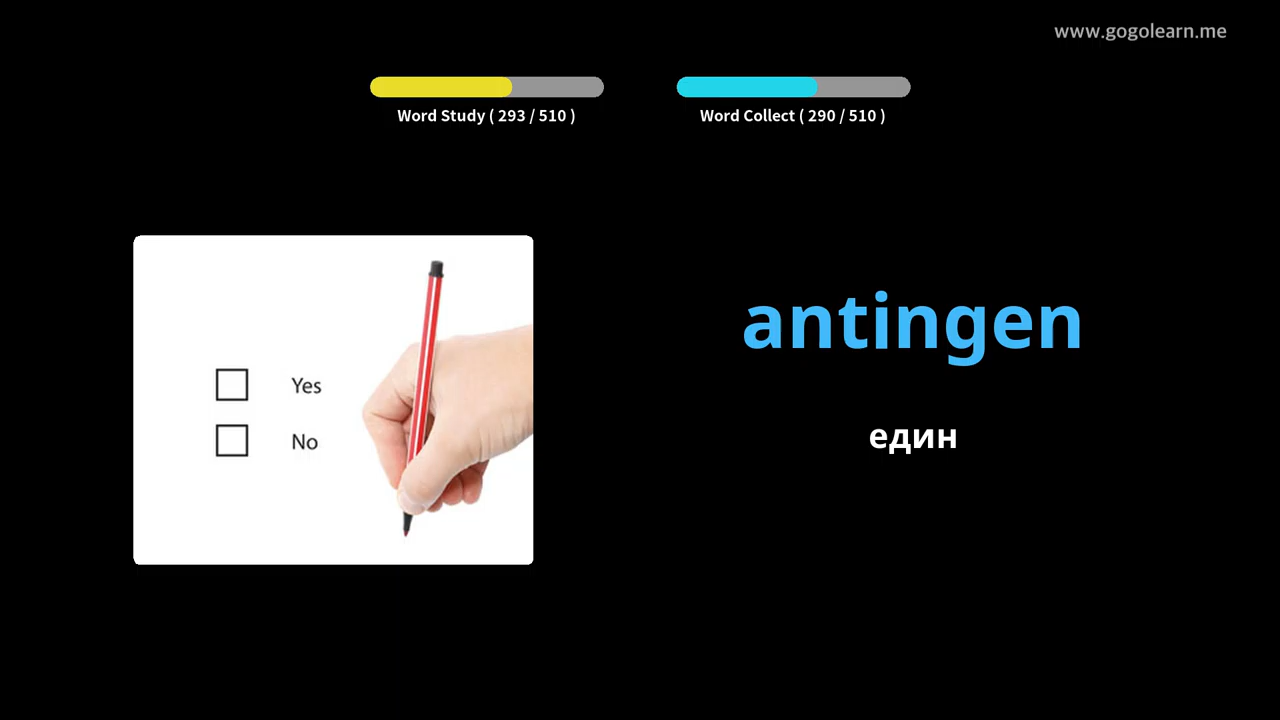 www.gogolearn.me
Word Study ( 293 / 510 )
Word Collect ( 290 / 510 )
Yes
No
antingen
един